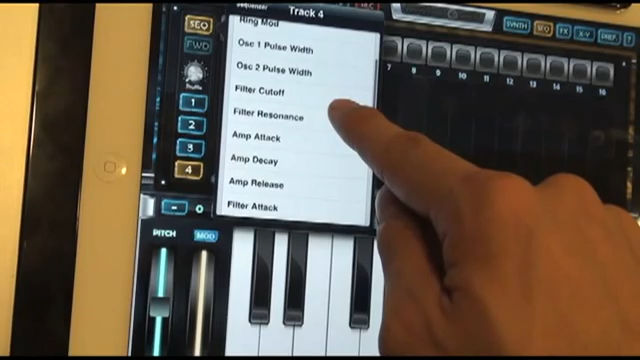 Track 4
SEQ
FWD
Shuffle
1
2
3
4
-
0
PITCH
MOD
Ring Mod
Osc 1 Pulse Width
Osc 2 Pulse Width
Filter Cutoff
Filter Resonance
Amp Attack
Amp Decay
Amp Release
Filter Attack
SYNTH
SEQ
FX
X-Y
7
8
9
10
11
12
13
14
15
16